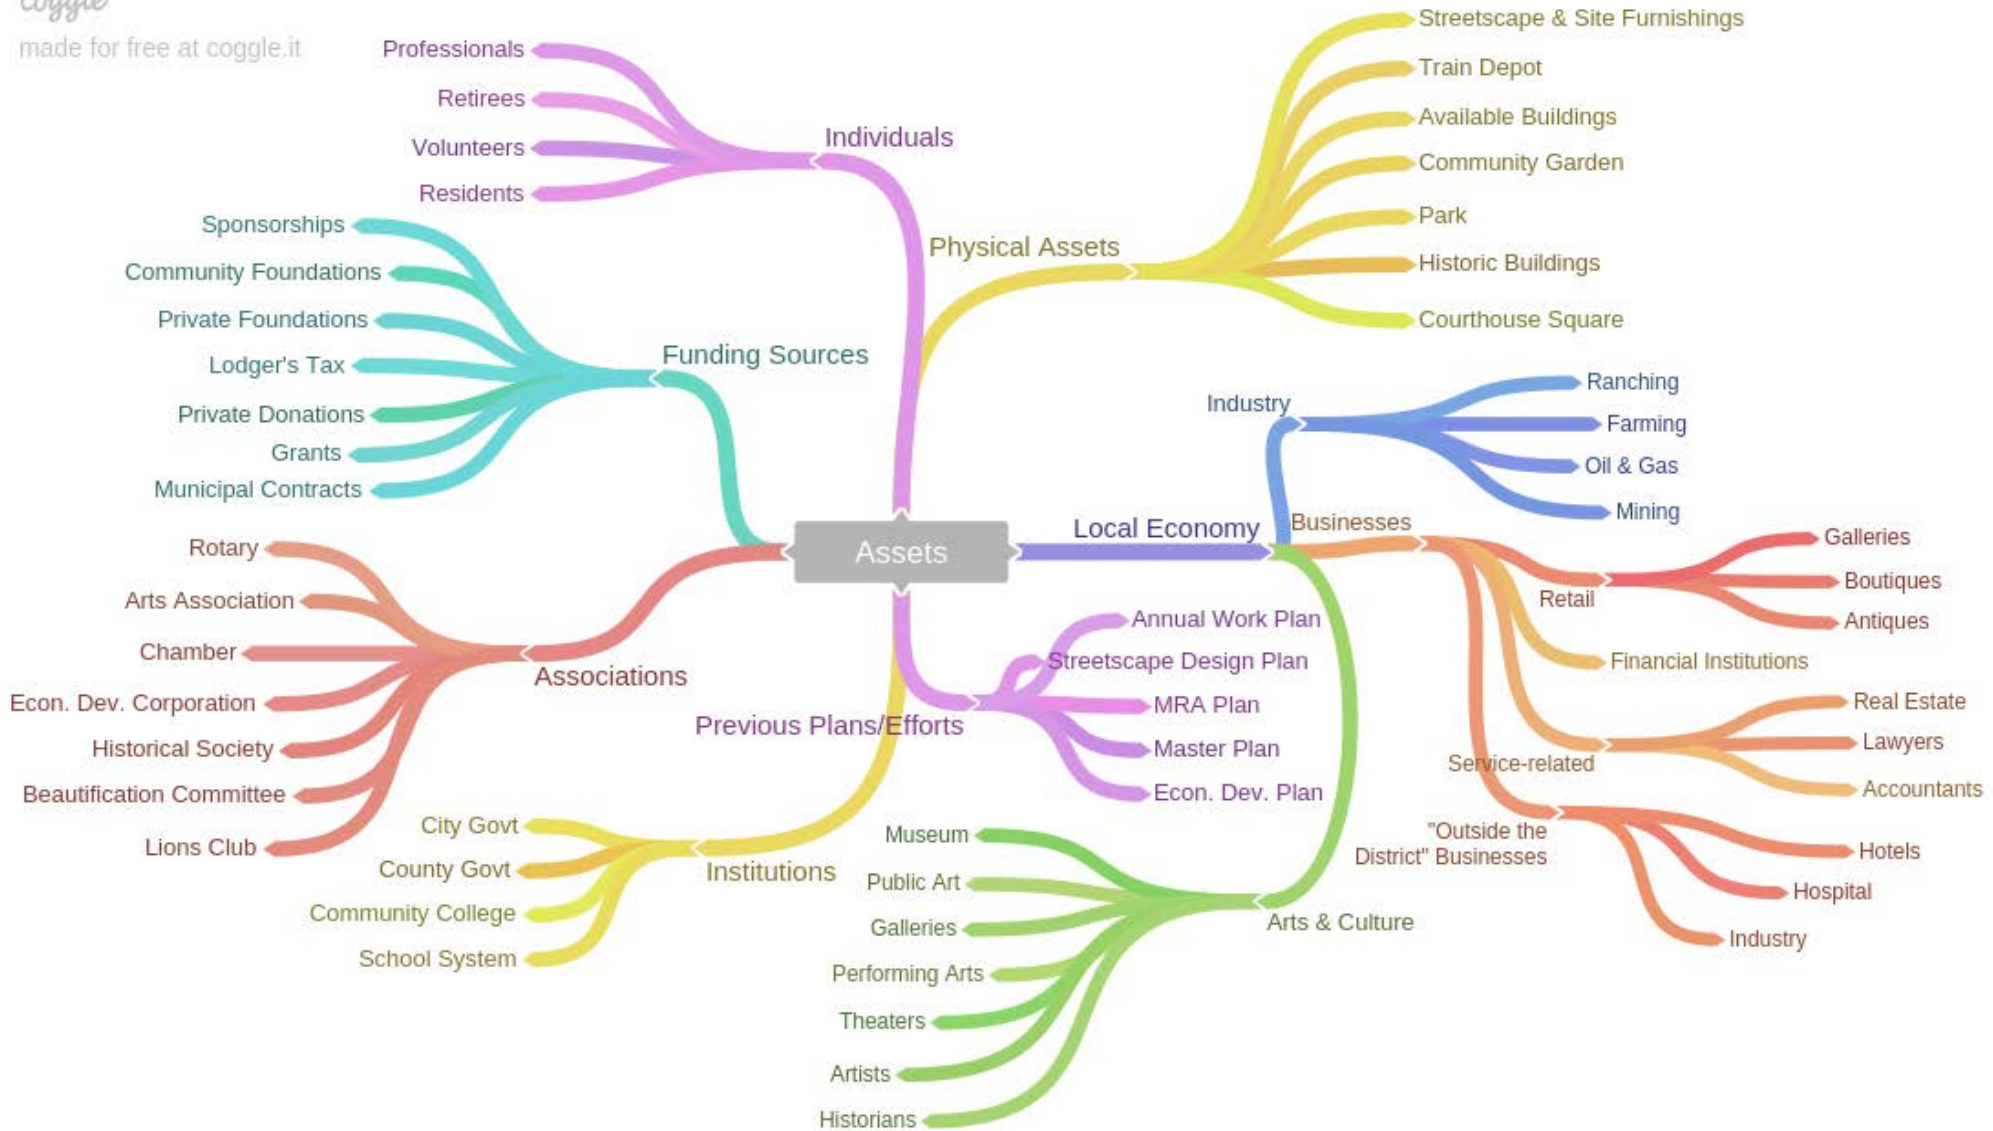 coggle
made for free at coggle.it
Professionals
Retirees
Volunteers
Residents
Individuals
Sponsorships
Community Foundations
Private Foundations
Lodger's Tax
Private Donations
Grants
Municipal Contracts
Funding Sources
Rotary
Arts Association
Chamber
Econ. Dev. Corporation
Historical Society
Beautification Committee
Lions Club
Associations
City Govt
County Govt
Community College
School System
Institutions
Assets
Physical Assets
Streetscape & Site Furnishings
Train Depot
Available Buildings
Community Garden
Park
Historic Buildings
Courthouse Square
Local Economy
Industry
Ranching
Farming
Oil & Gas
Mining
Businesses
Retail
Galleries
Boutiques
Antiques
Financial Institutions
Service-related
Real Estate
Lawyers
Accountants
"Outside the
District" Businesses
Hotels
Hospital
Industry
Previous Plans/Efforts
Annual Work Plan
Streetscape Design Plan
MRA Plan
Master Plan
Econ. Dev. Plan
Arts & Culture
Museum
Public Art
Galleries
Performing Arts
Theaters
Artists
Historians